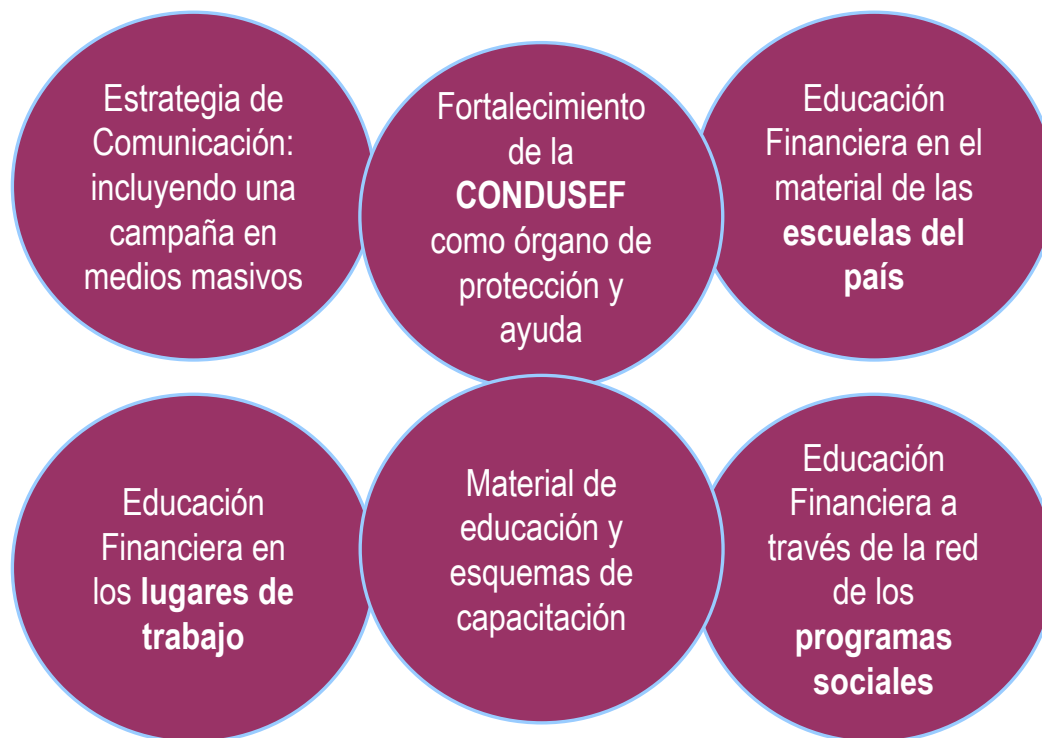 Estrategia de
Comunicación:
incluyendo una
campaña en
medios masivos
Fortalecimiento
de la
CONDUSEF
como órgano de
protección y
ayuda
Educación
Financiera en el
material de las
escuelas del
país
Educación
Financiera en
los lugares de
trabajo
Material de
educación y
esquemas de
capacitación
Educación
Financiera a
través de la red
de los
programas
sociales